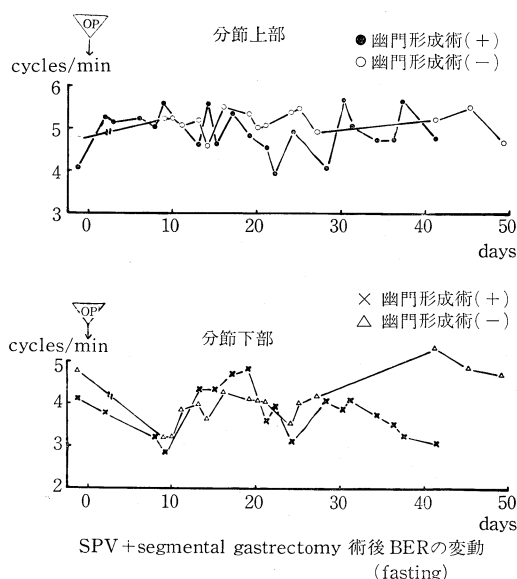 OP
分節上部
●幽門形成術(+)
○幽門形成術(-)
cycles/min
6
5
4
3
0 10 20 30 40 50
days
OP
分節下部
× 幽門形成術(+)
△ 幽門形成術(-)
cycles/min
5
4
3
2
0 10 20 30 40 50
days
SPV+segmental gastrectomy 術後BERの変動
(fasting)